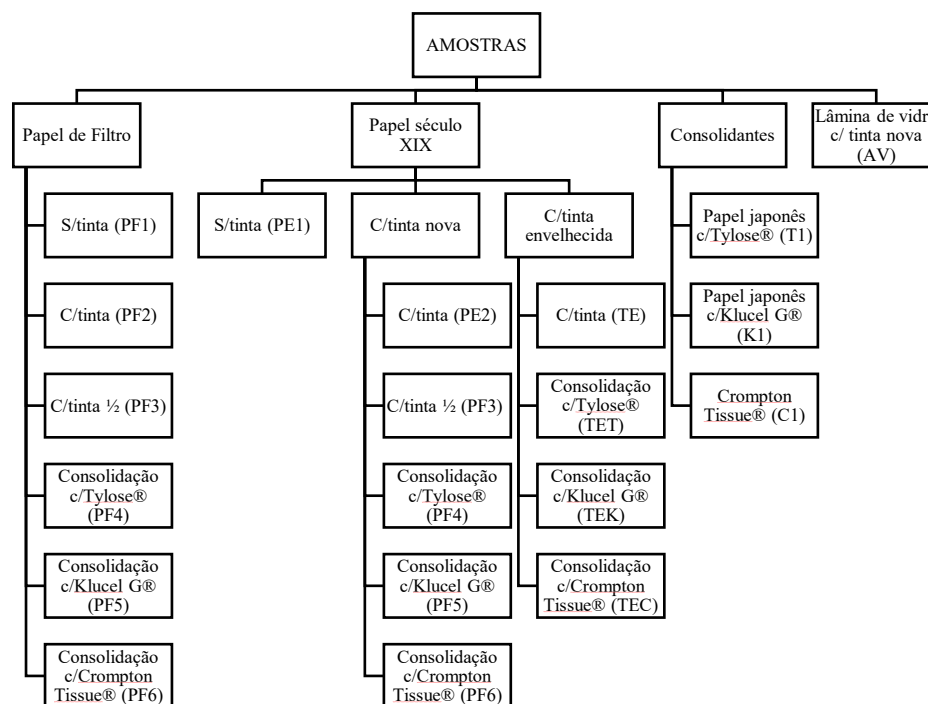 AMOSTRAS
Papel de Filtro
Papel século
XIX
Consolidantes
Lâmina de vidr
c/ tinta nova
(AV)
S/tinta (PF1)
C/tinta (PF2)
C/tinta ½ (PF3)
Consolidação
c/Tylose®
(PF4)
Consolidação
c/Klucel G®
(PF5)
Consolidação
c/Crompton
Tissue® (PF6)
S/tinta (PE1)
C/tinta nova
C/tinta (PE2)
C/tinta ½ (PF3)
Consolidação
c/Tylose®
(PF4)
Consolidação
c/Klucel G®
(PF5)
Consolidação
c/Crompton
Tissue® (PF6)
C/tinta
envelhecida
C/tinta (TE)
Consolidação
c/Tylose®
(TET)
Consolidação
c/Klucel G®
(TEK)
Consolidação
c/Crompton
Tissue® (TEC)
Papel japonês
c/Tylose® (T1)
Papel japonês
c/Klucel G®
(K1)
Crompton
Tissue® (C1)